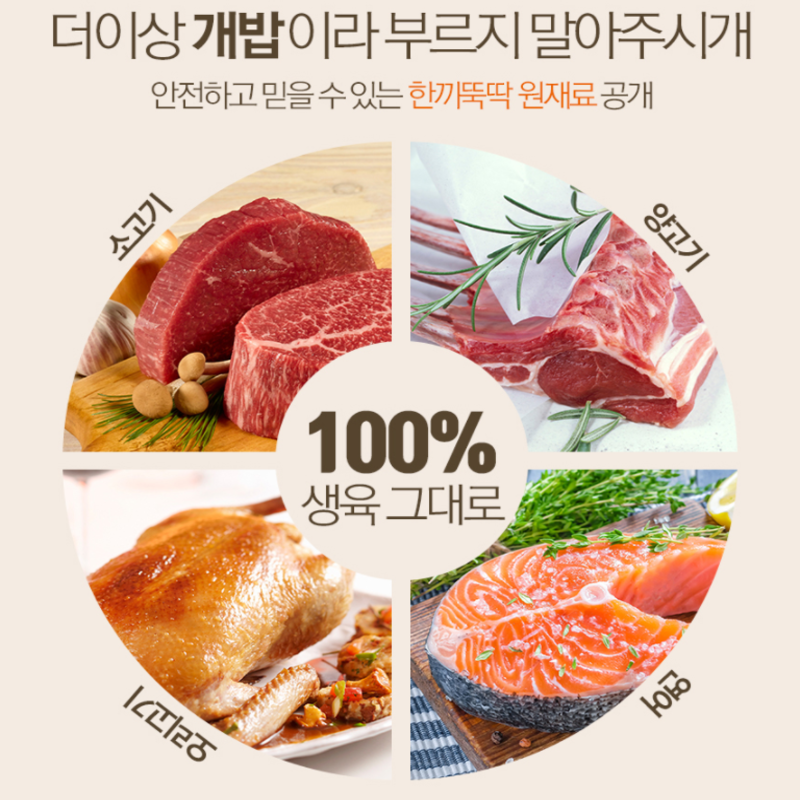 더이상 개밥이라 부르지 말아주시개
안전하고 믿을 수 있는 한끼뚝딱 원재료 공개
소고기
양고기
100%
생육 그대로
오리고기
연어